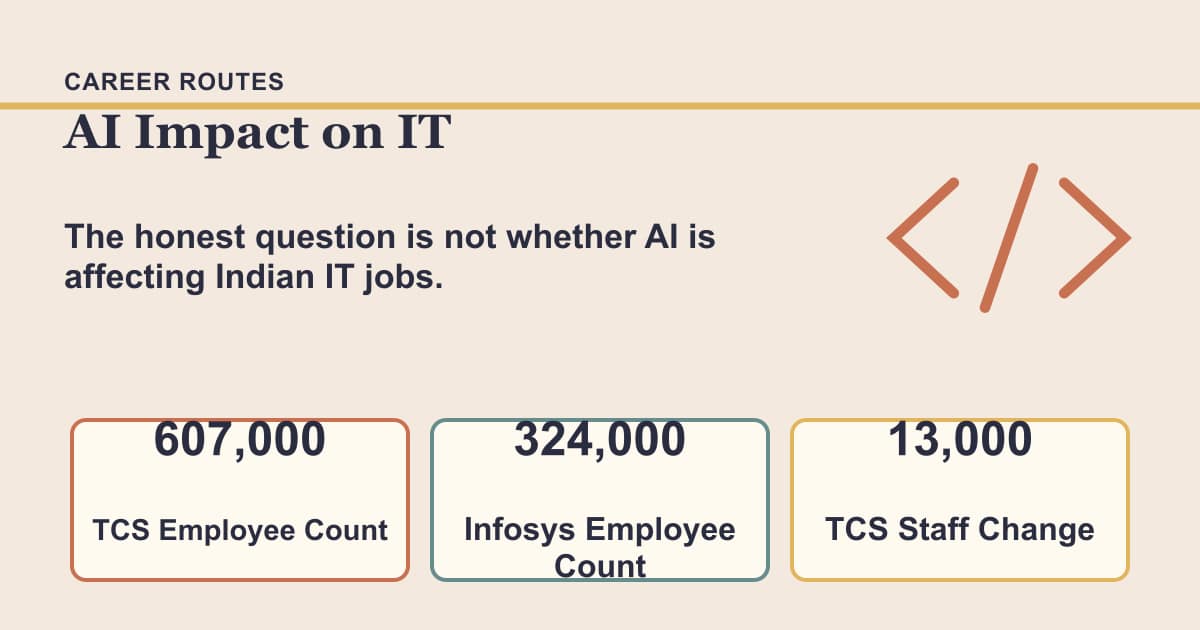 CAREER ROUTES
AI Impact on IT
The honest question is not whether AI is
affecting Indian IT jobs.
607,000
TCS Employee Count
324,000
Infosys Employee
Count
13,000
TCS Staff Change